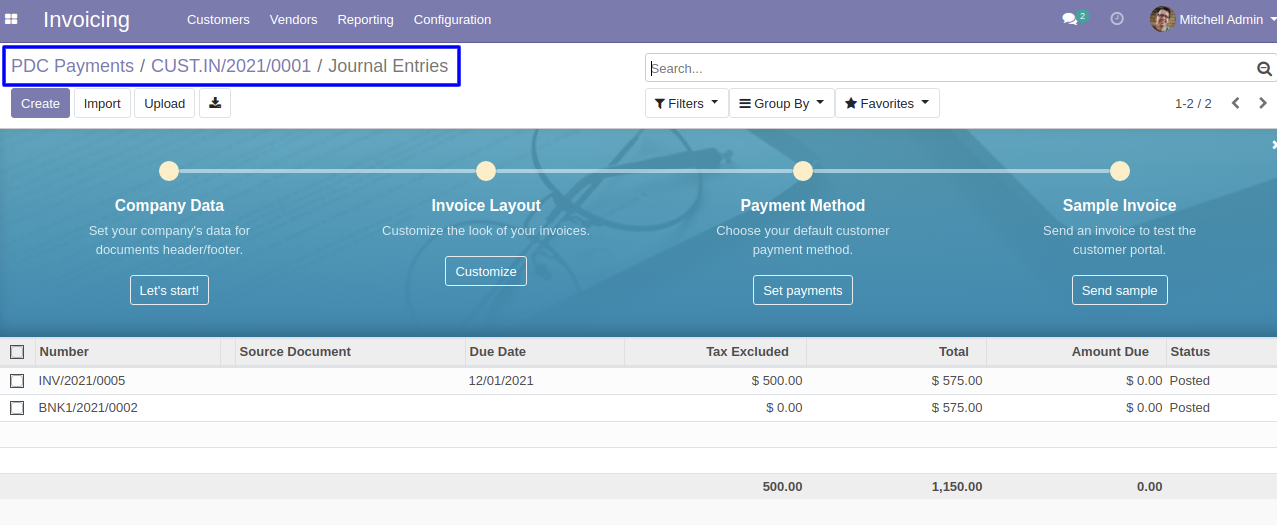 Invoicing Customers Vendors Reporting Configuration 2 Mitchell Admin
PDC Payments / CUST.IN/2021/0001 / Journal Entries
Search...
Create Import Upload Filters Group By Favorites 1-2 / 2
Company Data Invoice Layout Payment Method Sample Invoice
Set your company's data for Customize the look of your invoices. Choose your default customer Send an invoice to test the
documents header/footer. payment method. customer portal.
Let's start! Customize Set payments Send sample
Number Source Document Due Date Tax Excluded Total Amount Due Status
INV/2021/0005 12/01/2021 $ 500.00 $ 575.00 $ 0.00 Posted
BNK1/2021/0002 $ 0.00 $ 575.00 $ 0.00 Posted
500.00 1,150.00 0.00